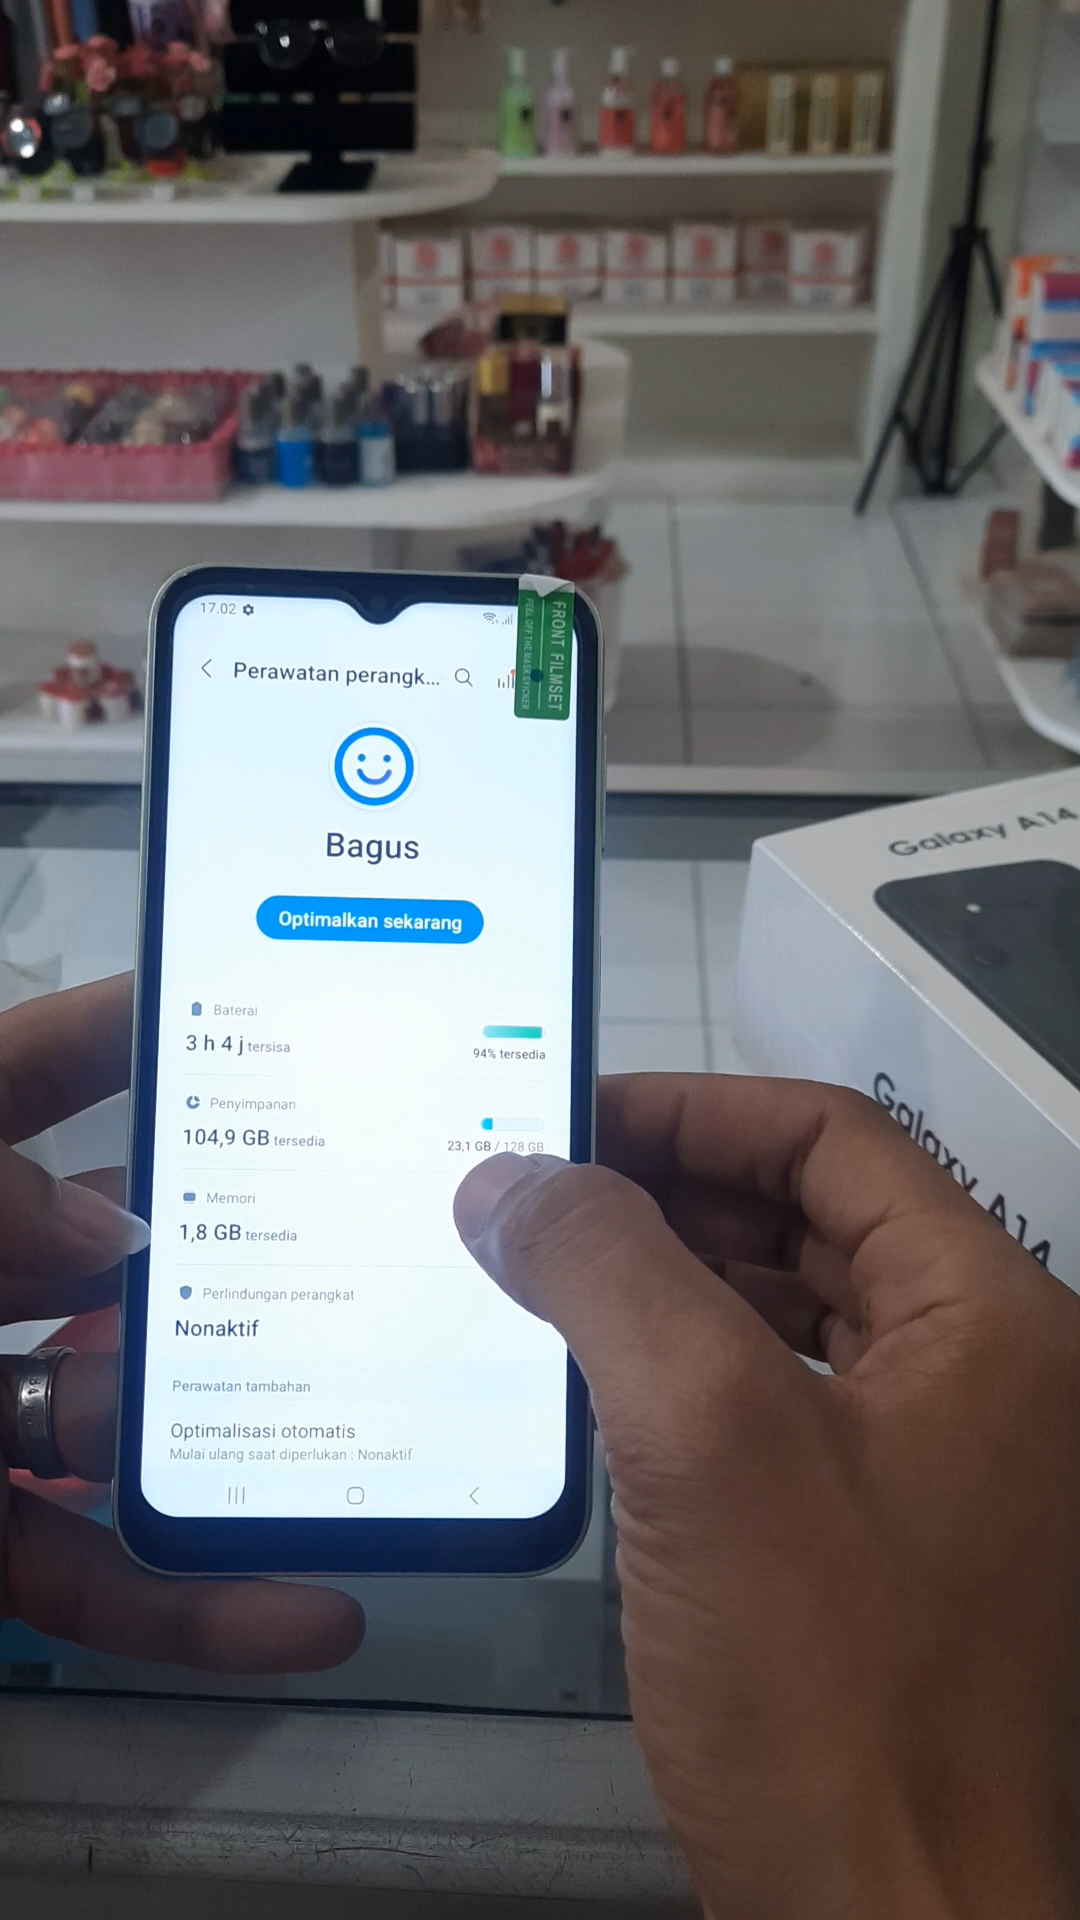 17.02
Perawatan perangk...
FRONT FILMSET
PEEL OFF THE MASK STICKER
Bagus
Optimalkan sekarang
Baterai
3 h 4 j tersisa
94% tersedia
Penyimpanan
104,9 GB tersedia
23,1 GB / 128 GB
Memori
1,8 GB tersedia
Perlindungan perangkat
Nonaktif
Perawatan tambahan
Optimalisasi otomatis
Mulai ulang saat diperlukan : Nonaktif
Galaxy A14
Galaxy A14